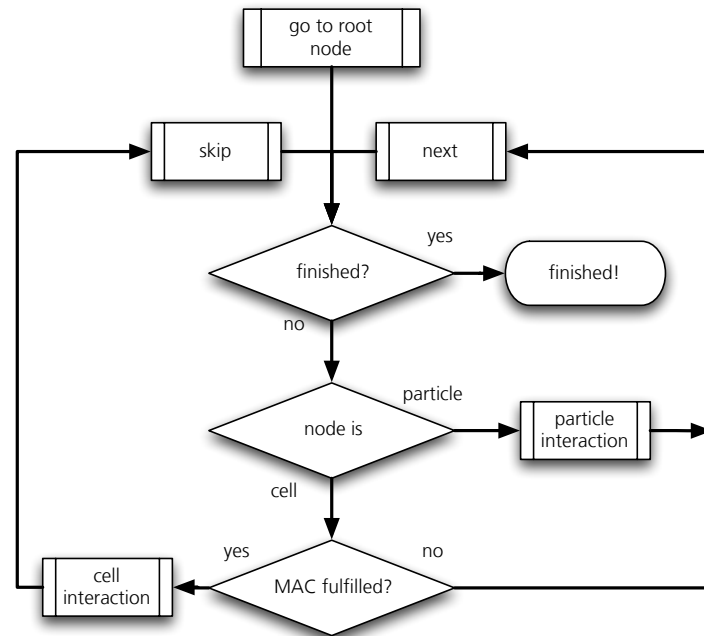 go to root
node
skip
next
yes
finished?
finished!
no
particle
node is
particle
interaction
cell
yes
no
cell
interaction
MAC fulfilled?